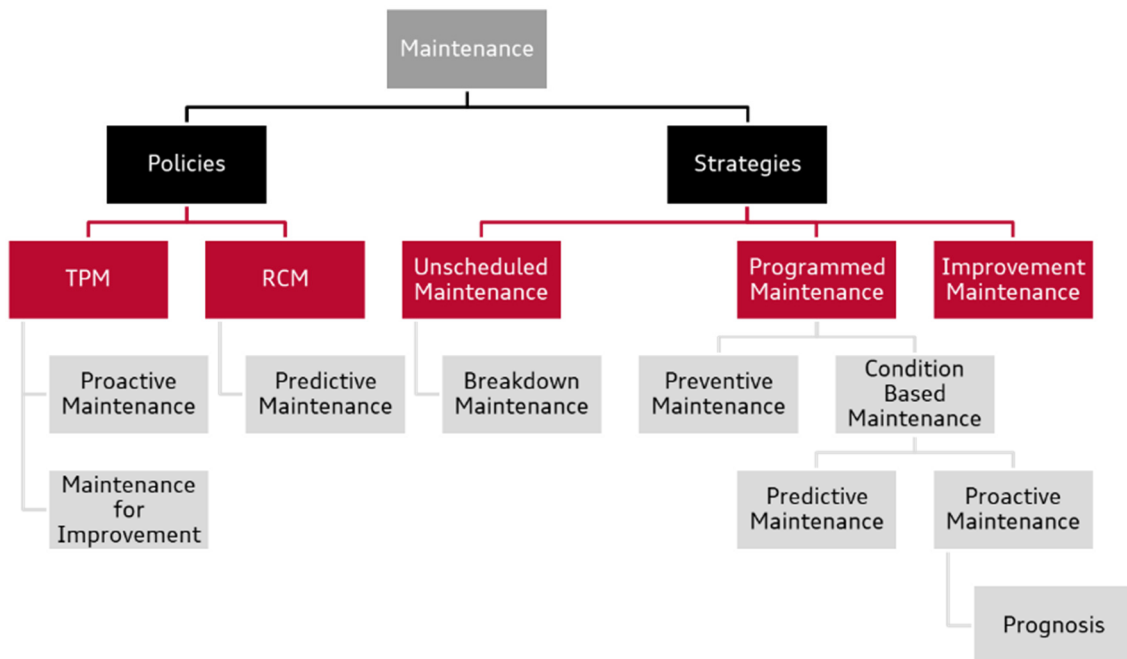 Maintenance
Policies
Strategies
TPM
RCM
Unscheduled
Maintenance
Programmed
Maintenance
Improvement
Maintenance
Proactive
Maintenance
Predictive
Maintenance
Breakdown
Maintenance
Preventive
Maintenance
Condition
Based
Maintenance
Maintenance
for
Improvement
Predictive
Maintenance
Proactive
Maintenance
Prognosis